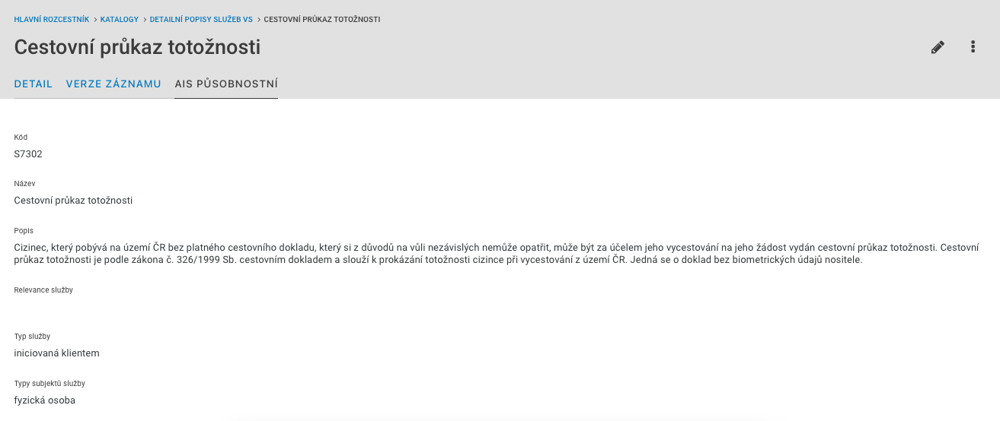 HLAVNÍ ROZCESTNÍK > KATALOGY > DETAILNÍ POPISY SLUŽEB VS > CESTOVNÍ PRŮKAZ TOTOŽNOSTI
Cestovní průkaz totožnosti
DETAIL VERZE ZÁZNAMU AIS PŮSOBNOSTNÍ
Kód
S7302
Název
Cestovní průkaz totožnosti
Popis
Cizinec, který pobývá na území ČR bez platného cestovního dokladu, který si z důvodů na vůli nezávislých nemůže opatřit, může být za účelem jeho vycestování na jeho žádost vydán cestovní průkaz totožnosti. Cestovní
průkaz totožnosti je podle zákona č. 326/1999 Sb. cestovním dokladem a slouží k prokázání totožnosti cizince při vycestování z území ČR. Jedná se o doklad bez biometrických údajů nositele.
Relevance služby
Typ služby
iniciovaná klientem
Typy subjektů služby
fyzická osoba